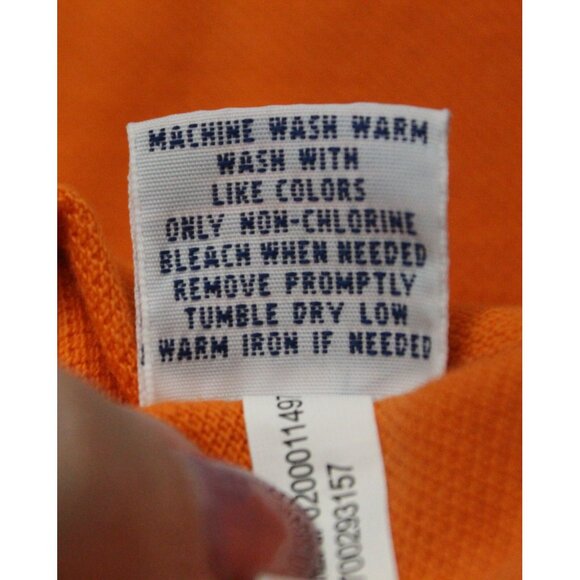 MACHINE WASH WARM
WASH WITH
LIKE COLORS
ONLY NON-CHLORINE
BLEACH WHEN NEEDED
REMOVE PROMPTLY
TUMBLE DRY LOW
WARM IRON IF NEEDED